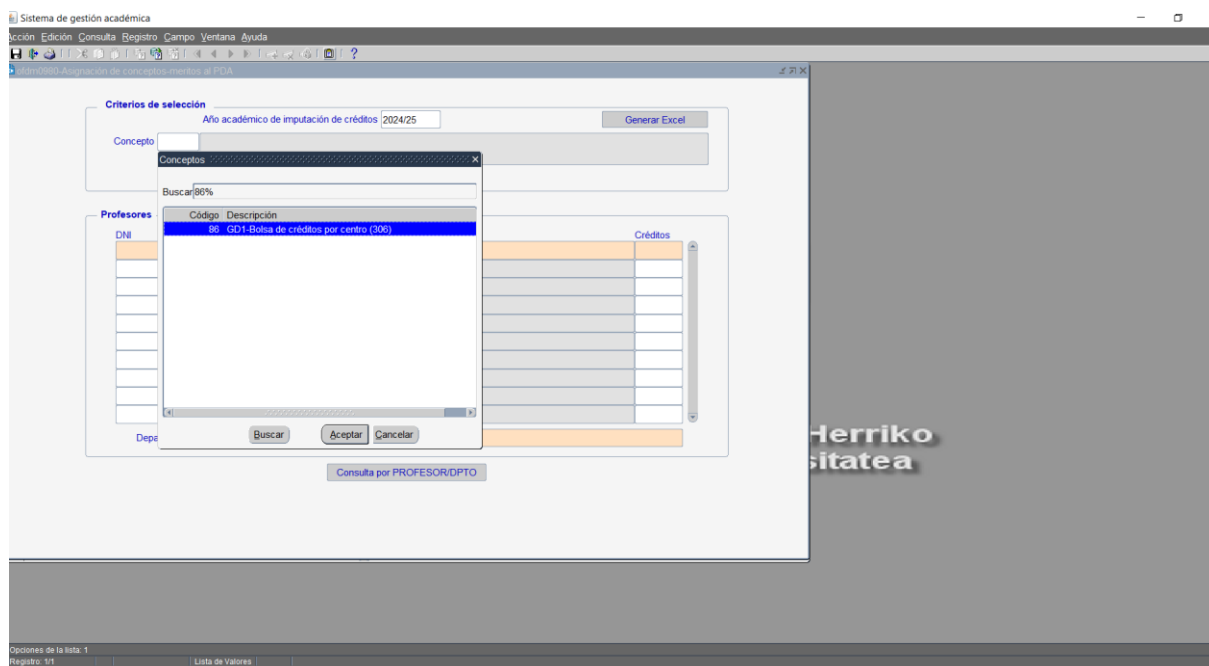 Sistema de gestión académica
Acción Edición Consulta Registro Campo Ventana Ayuda
ofdm0980-Asignación de conceptos meritos al PDA
Criterios de selección
Año académico de imputación de créditos 2024/25
Generar Excel
Concepto
Conceptos
Buscar 86%
Código Descripción
86 GD1-Bolsa de créditos por centro (306)
Buscar Aceptar Cancelar
Profesores
DNI
Créditos
Depa
Consulta por PROFESOR/DPTO
Herriko
sitatea
Opciones de la lista: 1
Registro: 1/1
Lista de Valores